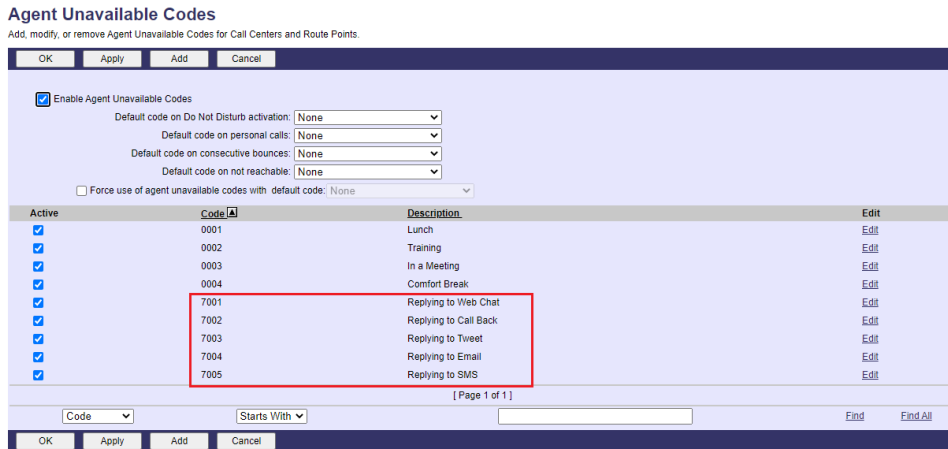 Agent Unavailable Codes
Add, modify, or remove Agent Unavailable Codes for Call Centers and Route Points.
OK Apply Add Cancel
Enable Agent Unavailable Codes
Default code on Do Not Disturb activation: None
Default code on personal calls: None
Default code on consecutive bounces: None
Default code on not reachable: None
Force use of agent unavailable codes with default code: None
Active Code Description Edit
0001 Lunch Edit
0002 Training Edit
0003 In a Meeting Edit
0004 Comfort Break Edit
7001 Replying to Web Chat Edit
7002 Replying to Call Back Edit
7003 Replying to Tweet Edit
7004 Replying to Email Edit
7005 Replying to SMS Edit
[ Page 1 of 1 ]
Code Starts With Find Find All
OK Apply Add Cancel